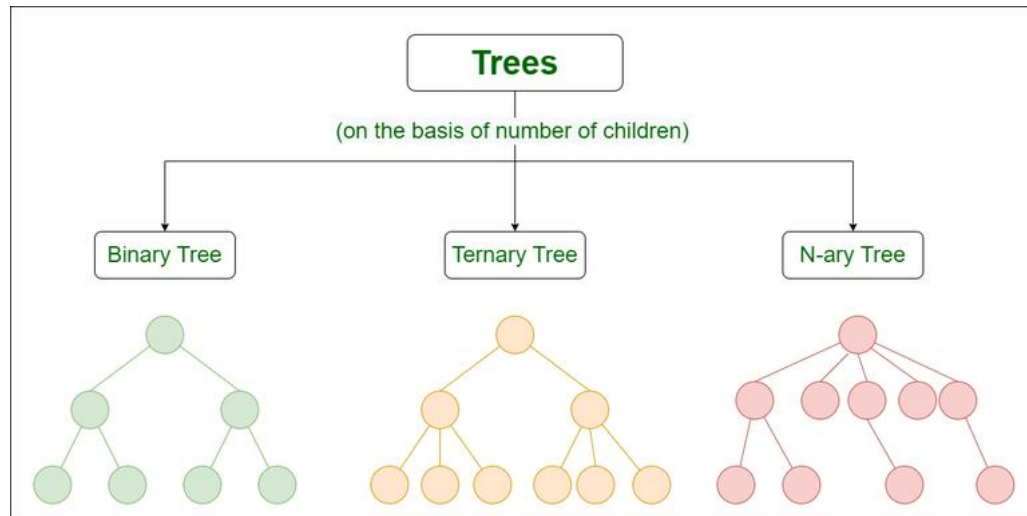 Trees
(on the basis of number of children)
Binary Tree
Ternary Tree
N-ary Tree